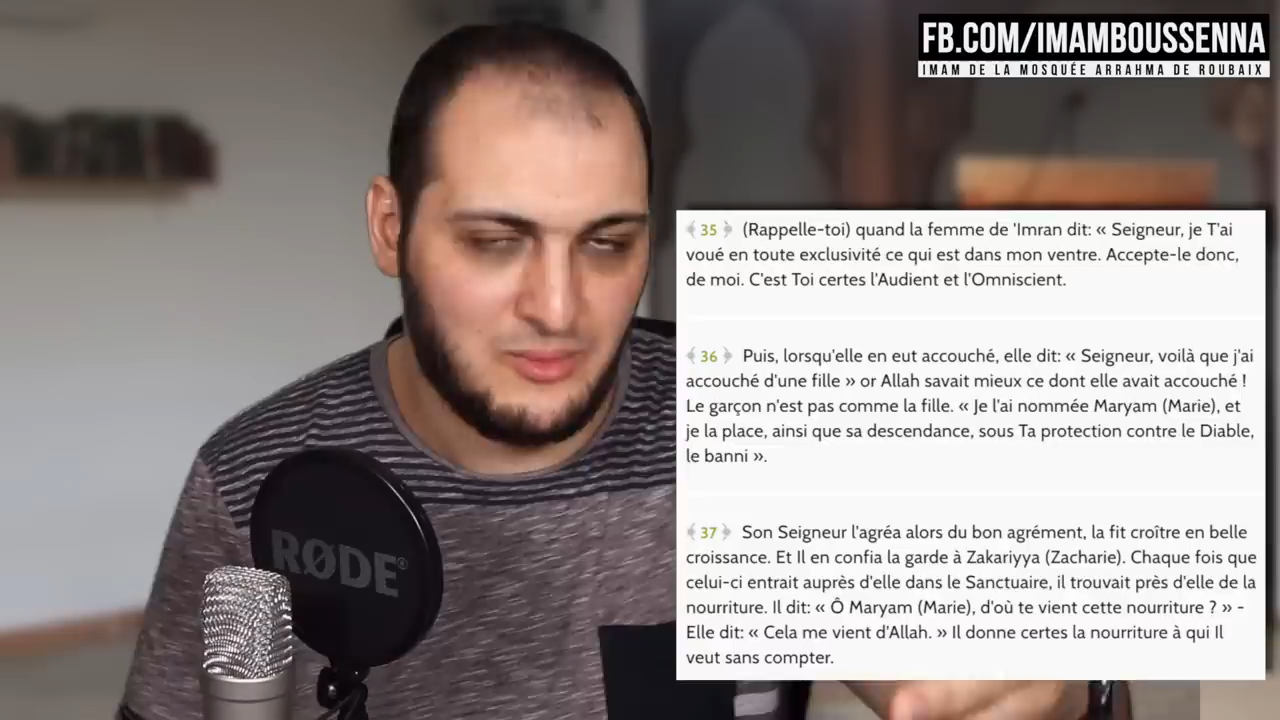 FB.COM/IMAMBOUSSENNA
IMAM DE LA MOSQUÉE ARRAHMA DE ROUBAIX
35 (Rappelle-toi) quand la femme de 'Imran dit: « Seigneur, je T'ai
voué en toute exclusivité ce qui est dans mon ventre. Accepte-le donc,
de moi. C'est Toi certes l'Audient et l'Omniscient.
36 Puis, lorsqu'elle en eut accouché, elle dit: « Seigneur, voilà que j'ai
accouché d'une fille » or Allah savait mieux ce dont elle avait accouché !
Le garçon n'est pas comme la fille. « Je l'ai nommée Maryam (Marie), et
je la place, ainsi que sa descendance, sous Ta protection contre le Diable,
le banni ».
37 Son Seigneur l'agréa alors du bon agrément, la fit croître en belle
croissance. Et Il en confia la garde à Zakariyya (Zacharie). Chaque fois que
celui-ci entrait auprès d'elle dans le Sanctuaire, il trouvait près d'elle de la
nourriture. Il dit: « Ô Maryam (Marie), d'où te vient cette nourriture ? » -
Elle dit: « Cela me vient d'Allah. » Il donne certes la nourriture à qui Il
veut sans compter.
RØDE®